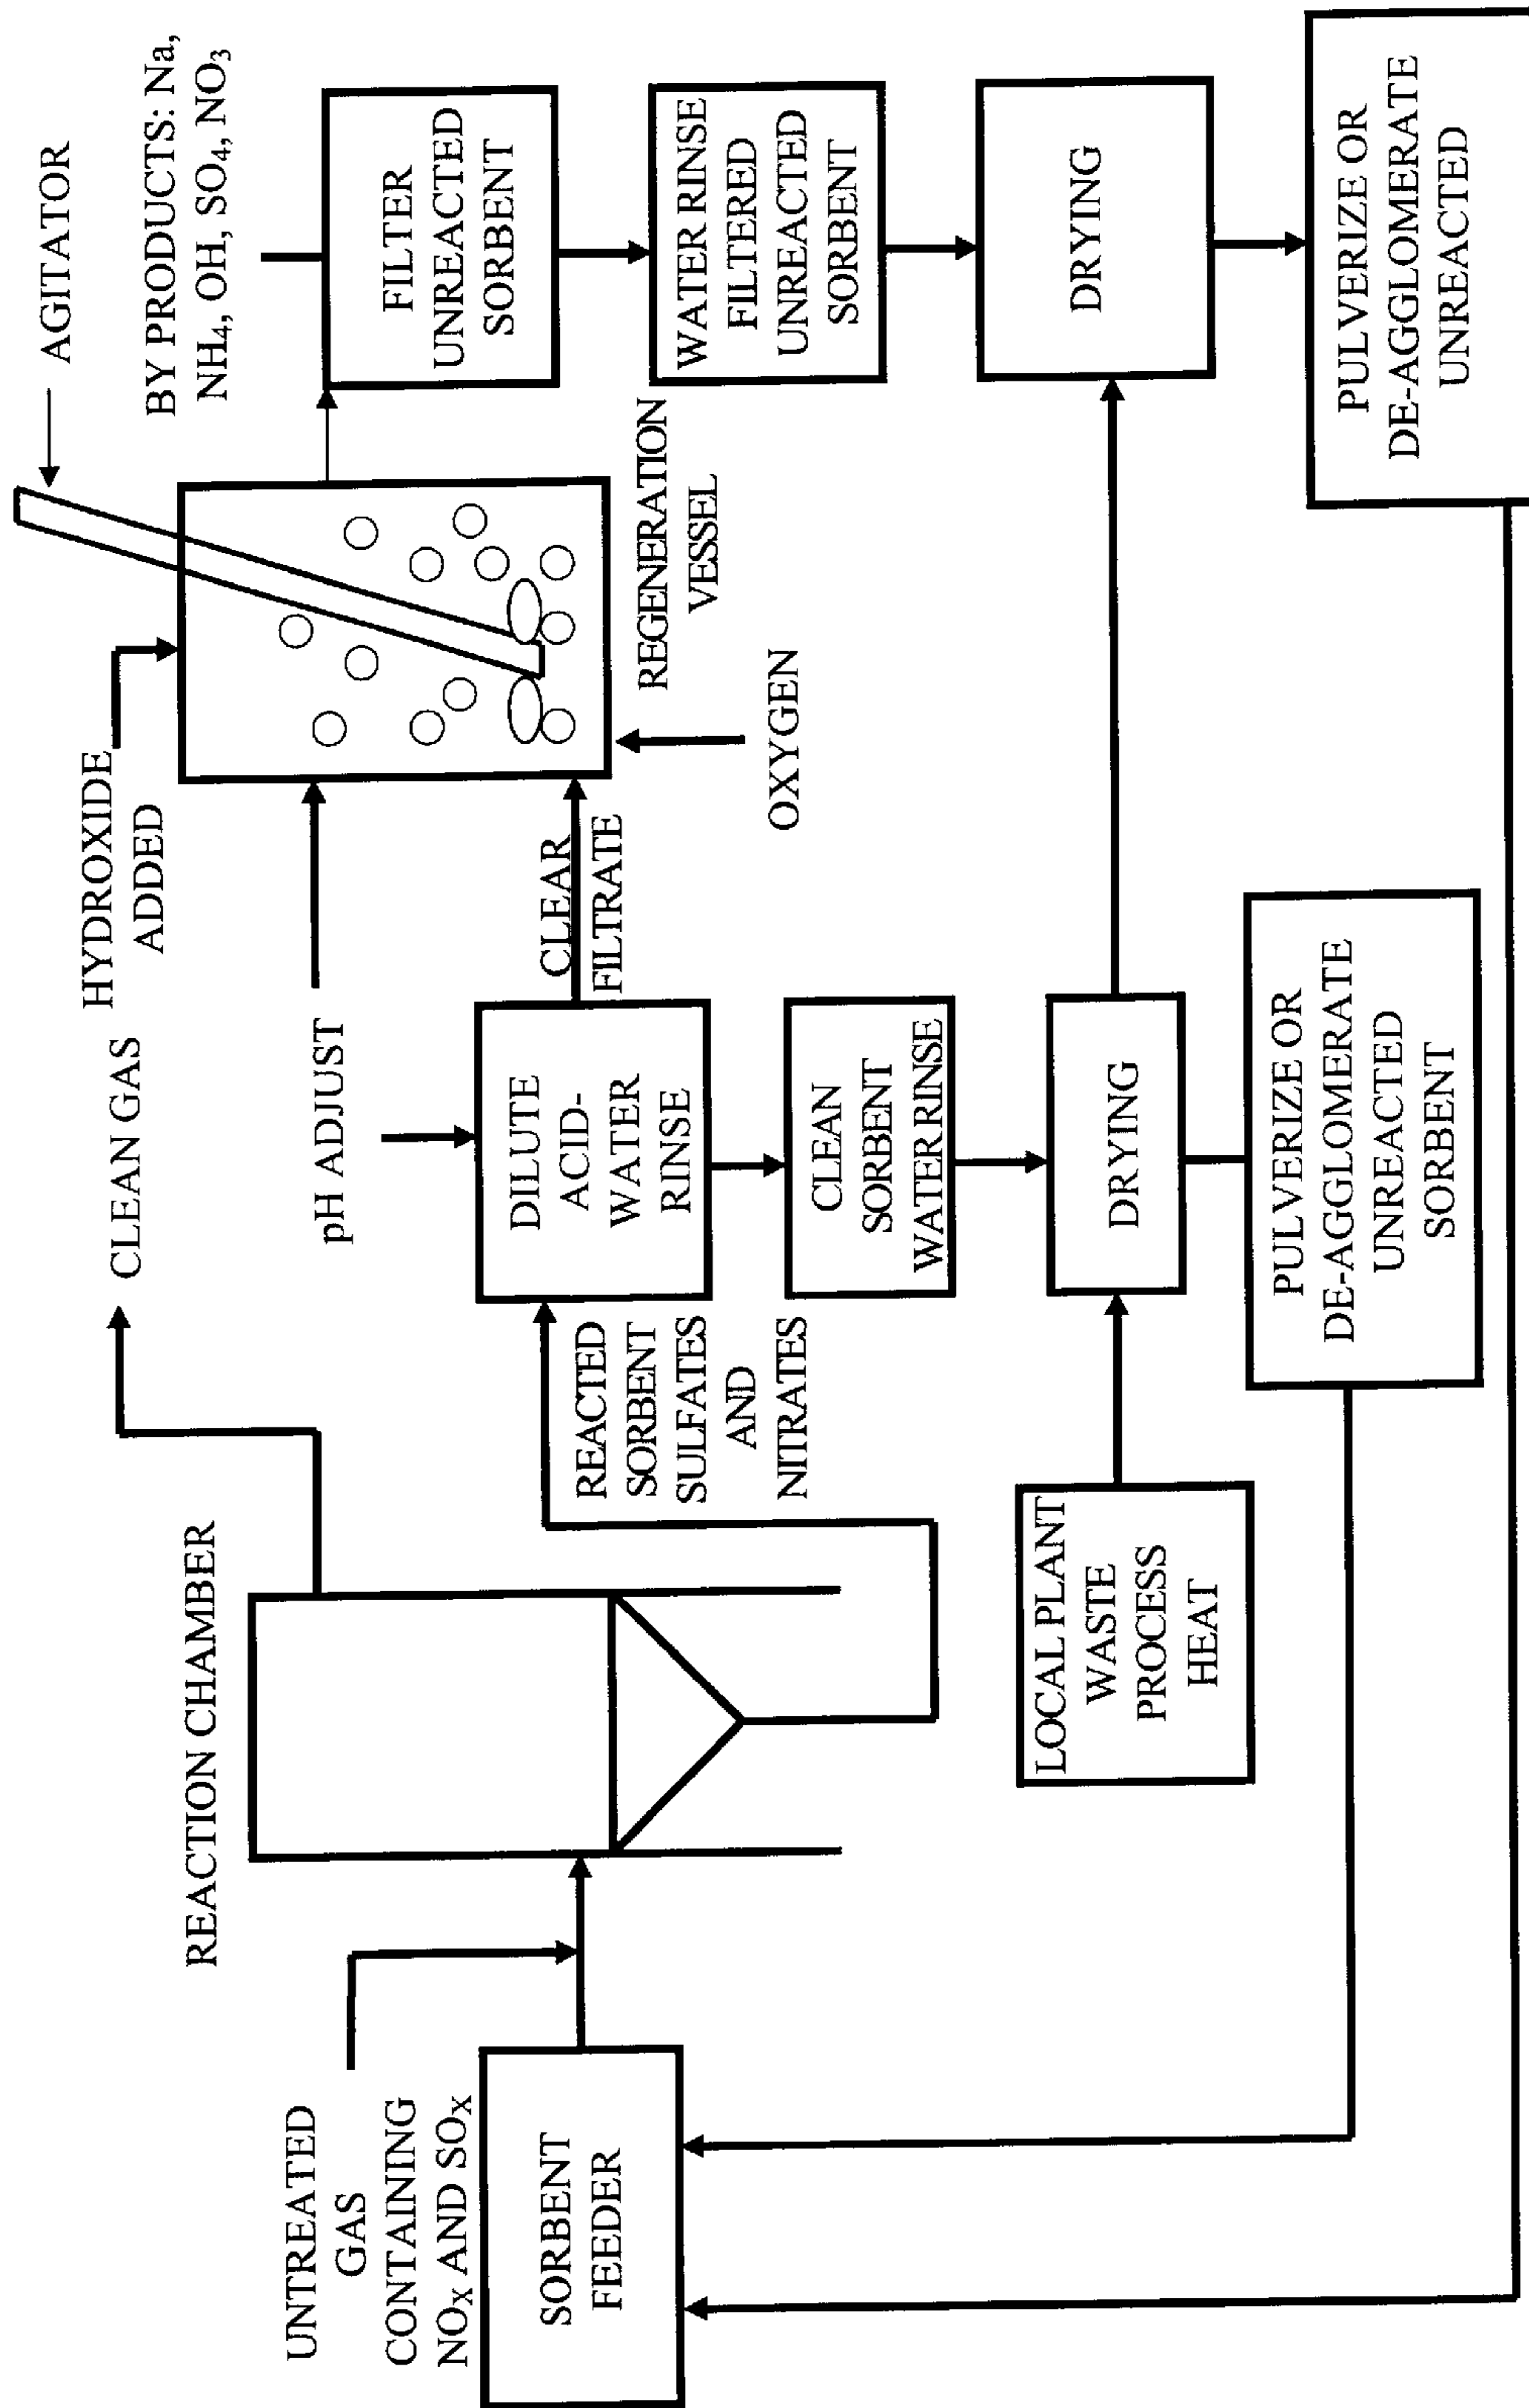 UNTREATED
GAS
CONTAINING
NOX AND SOX
SORBENT
FEEDER
REACTION CHAMBER
CLEAN GAS
REACTED
SORBENT
SULFATES
AND
NITRATES
LOCAL PLANT
WASTE
PROCESS
HEAT
pH ADJUST
DILUTE
ACID-
WATER
RINSE
CLEAN
SORBENT
WATER RINSE
DRYING
PULVERIZE OR
DE-AGGLOMERATE
UNREACTED
SORBENT
HYDROXIDE
ADDED
CLEAR
FILTRATE
OXYGEN
REGENERATION
VESSEL
AGITATOR
BY PRODUCTS: Na,
NH4, OH, SO4, NO3
FILTER
UNREACTED
SORBENT
WATER RINSE
FILTERED
UNREACTED
SORBENT
DRYING
PULVERIZE OR
DE-AGGLOMERATE
UNREACTED